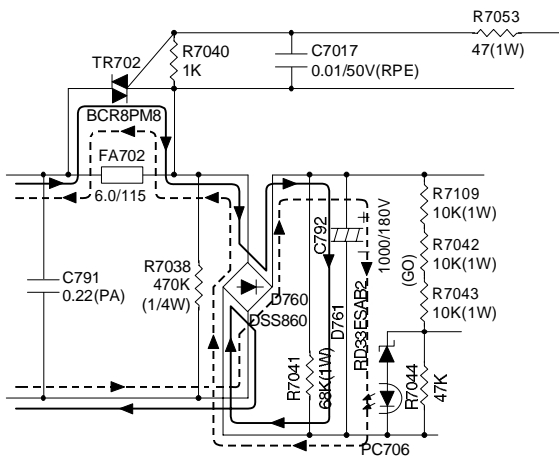 R7053
47(1W)
R7040
1K
C7017
0.01/50V(RPE)
TR702
BCR8PM8
FA702
6.0/115
C791
0.22(PA)
R7038
470K
(1/4W)
D760
DSS860
R7041
68K(1W)
C792
1000/180V
D761
RD33ESAB2
(GO)
R7109
10K(1W)
R7042
10K(1W)
R7043
10K(1W)
R7044
47K
PC706